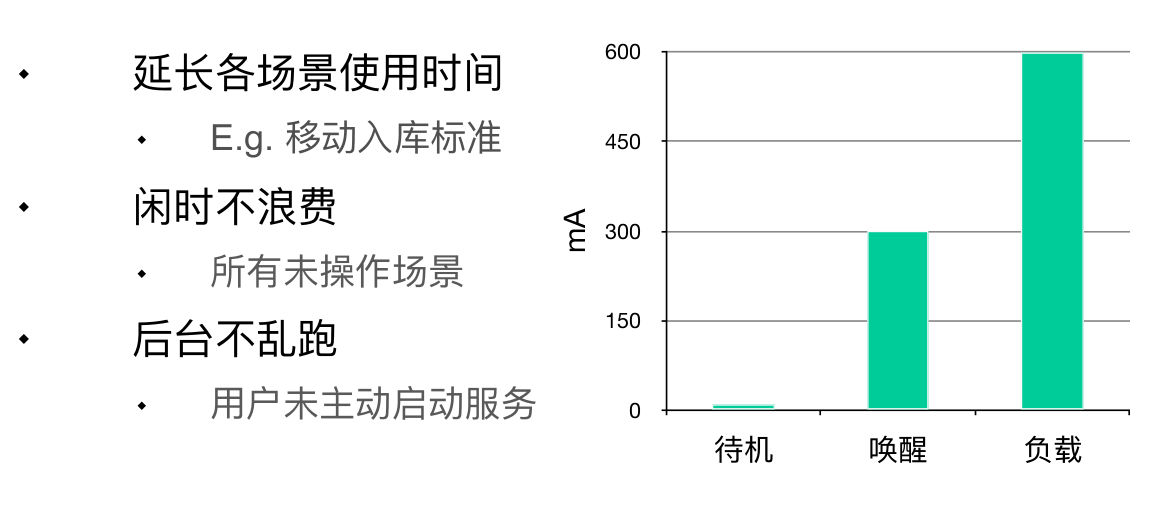 延长各场景使用时间
E.g. 移动入库标准
闲时不浪费
所有未操作场景
后台不乱跑
用户未主动启动服务
mA
600
450
300
150
0
待机
唤醒
负载